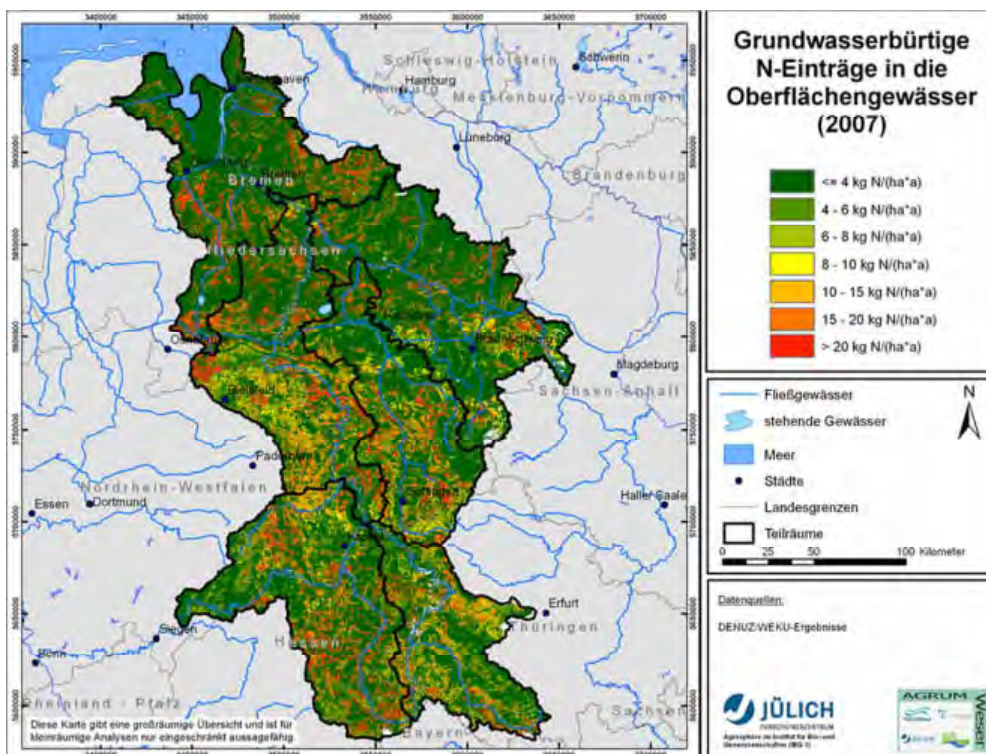 Grundwasserbürtige
N-Einträge in die
Oberflächengewässer
(2007)
<= 4 kg N/(ha*a)
4 - 6 kg N/(ha*a)
6 - 8 kg N/(ha*a)
8 - 10 kg N/(ha*a)
10 - 15 kg N/(ha*a)
15 - 20 kg N/(ha*a)
> 20 kg N/(ha*a)
Fließgewässer
stehende Gewässer
Meer
Städte
Landesgrenzen
Teilräume
N
0 25 50 100 Kilometer
Datenquellen:
DENUZ/WEKU-Ergebnisse
JÜLICH
FORSCHUNGSZENTRUM
AGRUM
Weser
3450000
3500000
3550000
3600000
3650000
3700000
Schleswig-Holstein
Schwerin
Hamburg
Mecklenburg-Vorpommern
Lüneburg
Brandenburg
Bremen
Niedersachsen
Magdeburg
Sachsen-Anhalt
Bielefeld
Nordrhein-Westfalen
Essen
Dortmund
Halle/ Saale
Erfurt
Thüringen
Siegen
Hessen
Bonn
Rheinland - Pfalz
Sachsen
Bayern
Diese Karte gibt eine großräumige Übersicht und ist für
kleinräumige Analysen nur eingeschränkt aussagefähig